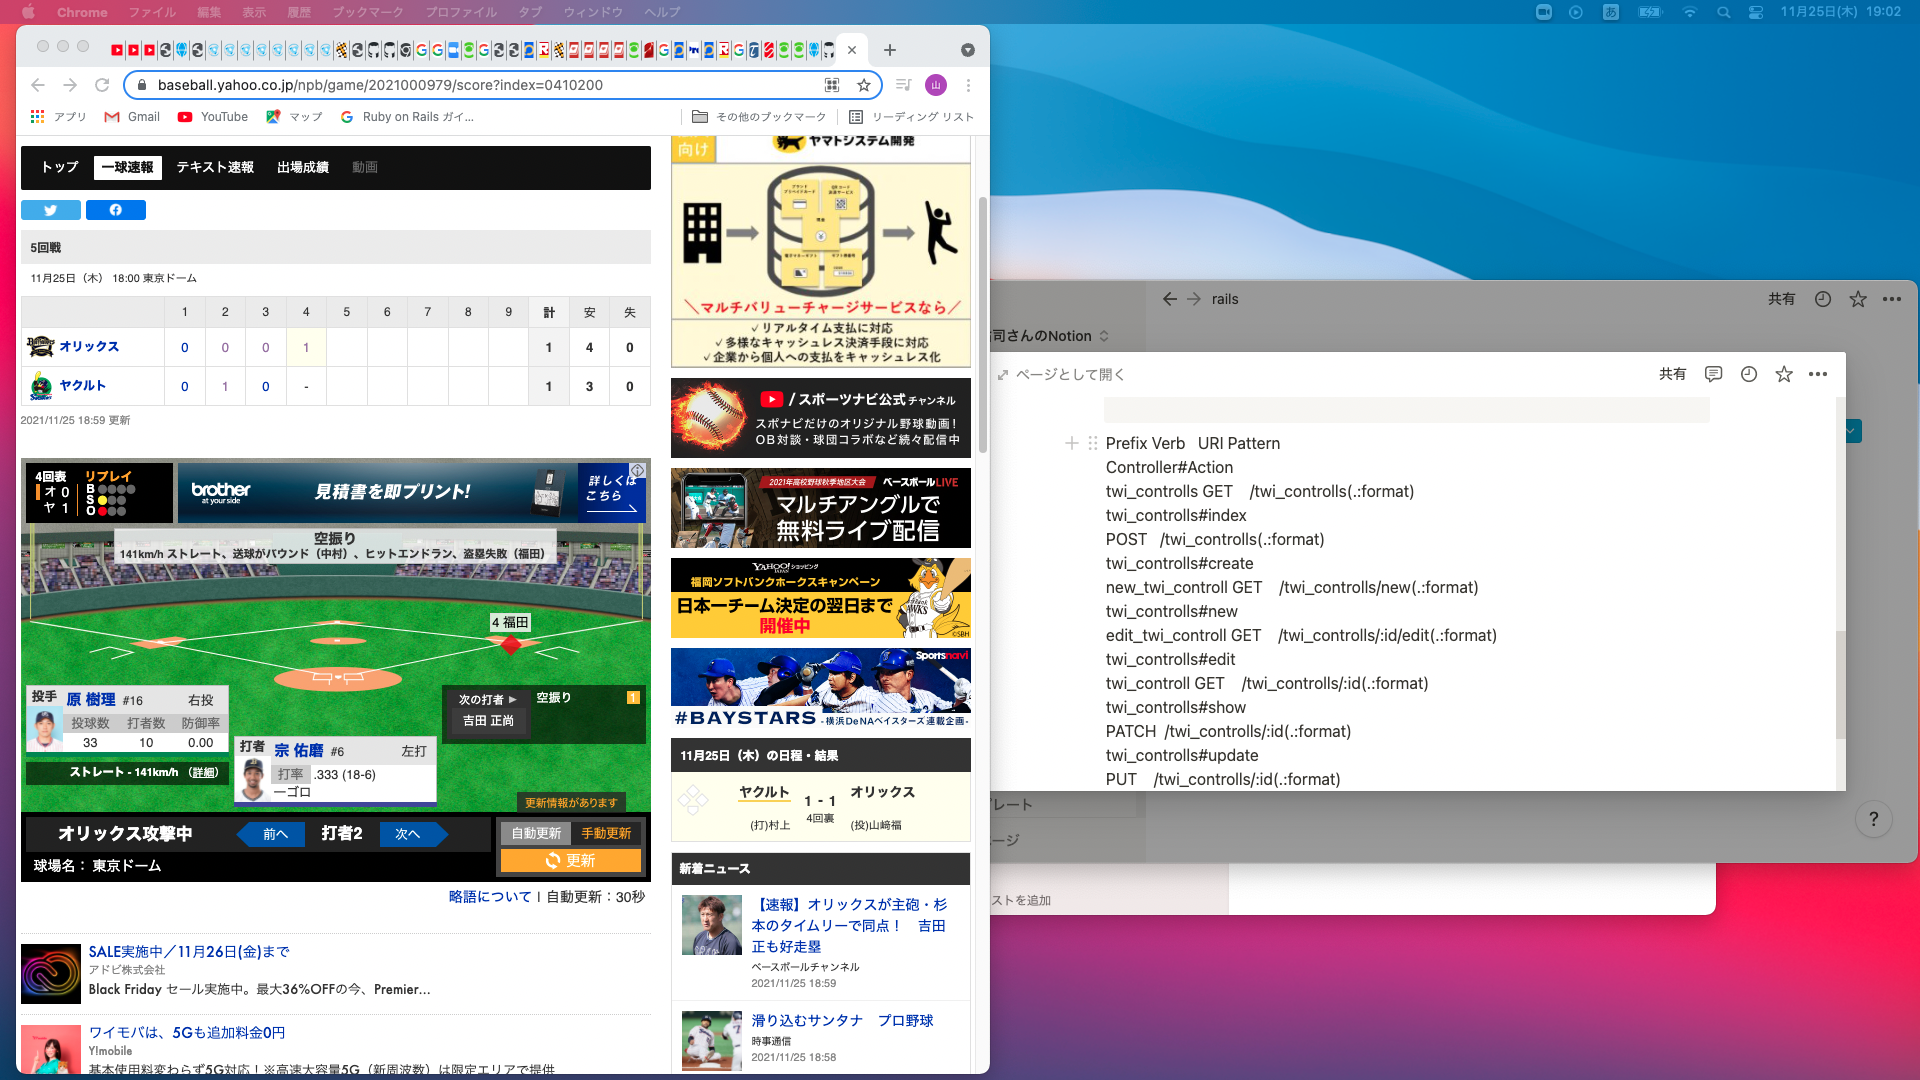 Chrome ファイル 編集 表示 履歴 ブックマーク プロファイル タブ ウィンドウ ヘルプ
あ 11月25日(木) 19:02
baseball.yahoo.co.jp/npb/game/2021000979/score?index=0410200
山
アプリ Gmail YouTube マップ Ruby on Rails ガイ...
その他のブックマーク リーディング リスト
トップ 一球速報 テキスト速報 出場成績 動画
5回戦
11月25日（木） 18:00 東京ドーム
1 2 3 4 5 6 7 8 9 計 安 失
オリックス 0 0 0 1 1 4 0
ヤクルト 0 1 0 - 1 3 0
2021/11/25 18:59 更新
4回表 リプレイ
オ 0
ヤ 1
B
S
O
brother
at your side
見積書を即プリント!
詳しくは
こちら
空振り
141km/h ストレート、送球がバウンド（中村）、ヒットエンドラン、盗塁失敗（福田）
4 福田
投手 原 樹理 #16 右投
投球数 打者数 防御率
33 10 0.00
ストレート - 141km/h （詳細）
打者 宗 佑磨 #6 左打
打率 .333 (18-6)
一ゴロ
次の打者
吉田 正尚
空振り 1
更新情報があります
オリックス攻撃中 前へ 打者2 次へ
自動更新 手動更新
更新
球場名： 東京ドーム
略語について | 自動更新：30秒
SALE実施中／11月26日(金)まで
アドビ株式会社
Black Friday セール実施中。最大36%OFFの今、Premier...
ワイモバは、5Gも追加料金0円
Y!mobile
基本使用料変わらず5G対応！※高速大容量5G（新周波数）は限定エリアで提供
向け
ヤマトシステム開発
＼マルチバリューチャージサービスなら／
✓リアルタイム支払に対応
✓多様なキャッシュレス決済手段に対応
✓企業から個人への支払をキャッシュレス化
/ スポーツナビ公式 チャンネル
スポナビだけのオリジナル野球動画！
OB対談・球団コラボなど続々配信中
2021年高校野球秋季地区大会 ベースボールLIVE
マルチアングルで
無料ライブ配信
YAHOO! JAPAN ショッピング
福岡ソフトバンクホークスキャンペーン
日本一チーム決定の翌日まで
開催中
HAWKS
©SBH
Sportsnavi
#BAYSTARS -横浜DeNAベイスターズ連載企画-
11月25日（木）の日程・結果
ヤクルト 1 - 1 オリックス
4回裏
(打)村上 (投)山﨑福
新着ニュース
【速報】オリックスが主砲・杉
本のタイムリーで同点！ 吉田
正も好走塁
ベースボールチャンネル
2021/11/25 18:59
滑り込むサンタナ プロ野球
時事通信
2021/11/25 18:58
rails
共有
司さんのNotion
ページとして開く
共有
Prefix Verb URI Pattern
Controller#Action
twi_controlls GET /twi_controlls(.:format)
twi_controlls#index
POST /twi_controlls(.:format)
twi_controlls#create
new_twi_controll GET /twi_controlls/new(.:format)
twi_controlls#new
edit_twi_controll GET /twi_controlls/:id/edit(.:format)
twi_controlls#edit
twi_controll GET /twi_controlls/:id(.:format)
twi_controlls#show
PATCH /twi_controlls/:id(.:format)
twi_controlls#update
PUT /twi_controlls/:id(.:format)
プレート
ージ
?
ストを追加